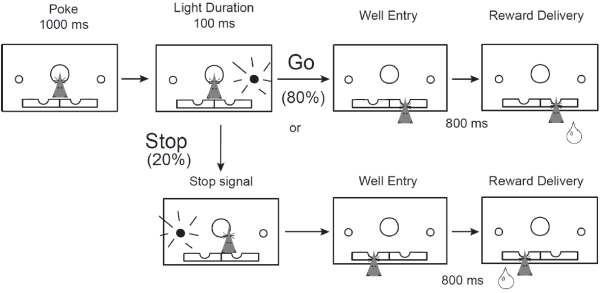 Poke
1000 ms
Light Duration
100 ms
Go
(80%)
or
Well Entry
800 ms
Reward Delivery
Stop
(20%)
Stop signal
Well Entry
800 ms
Reward Delivery